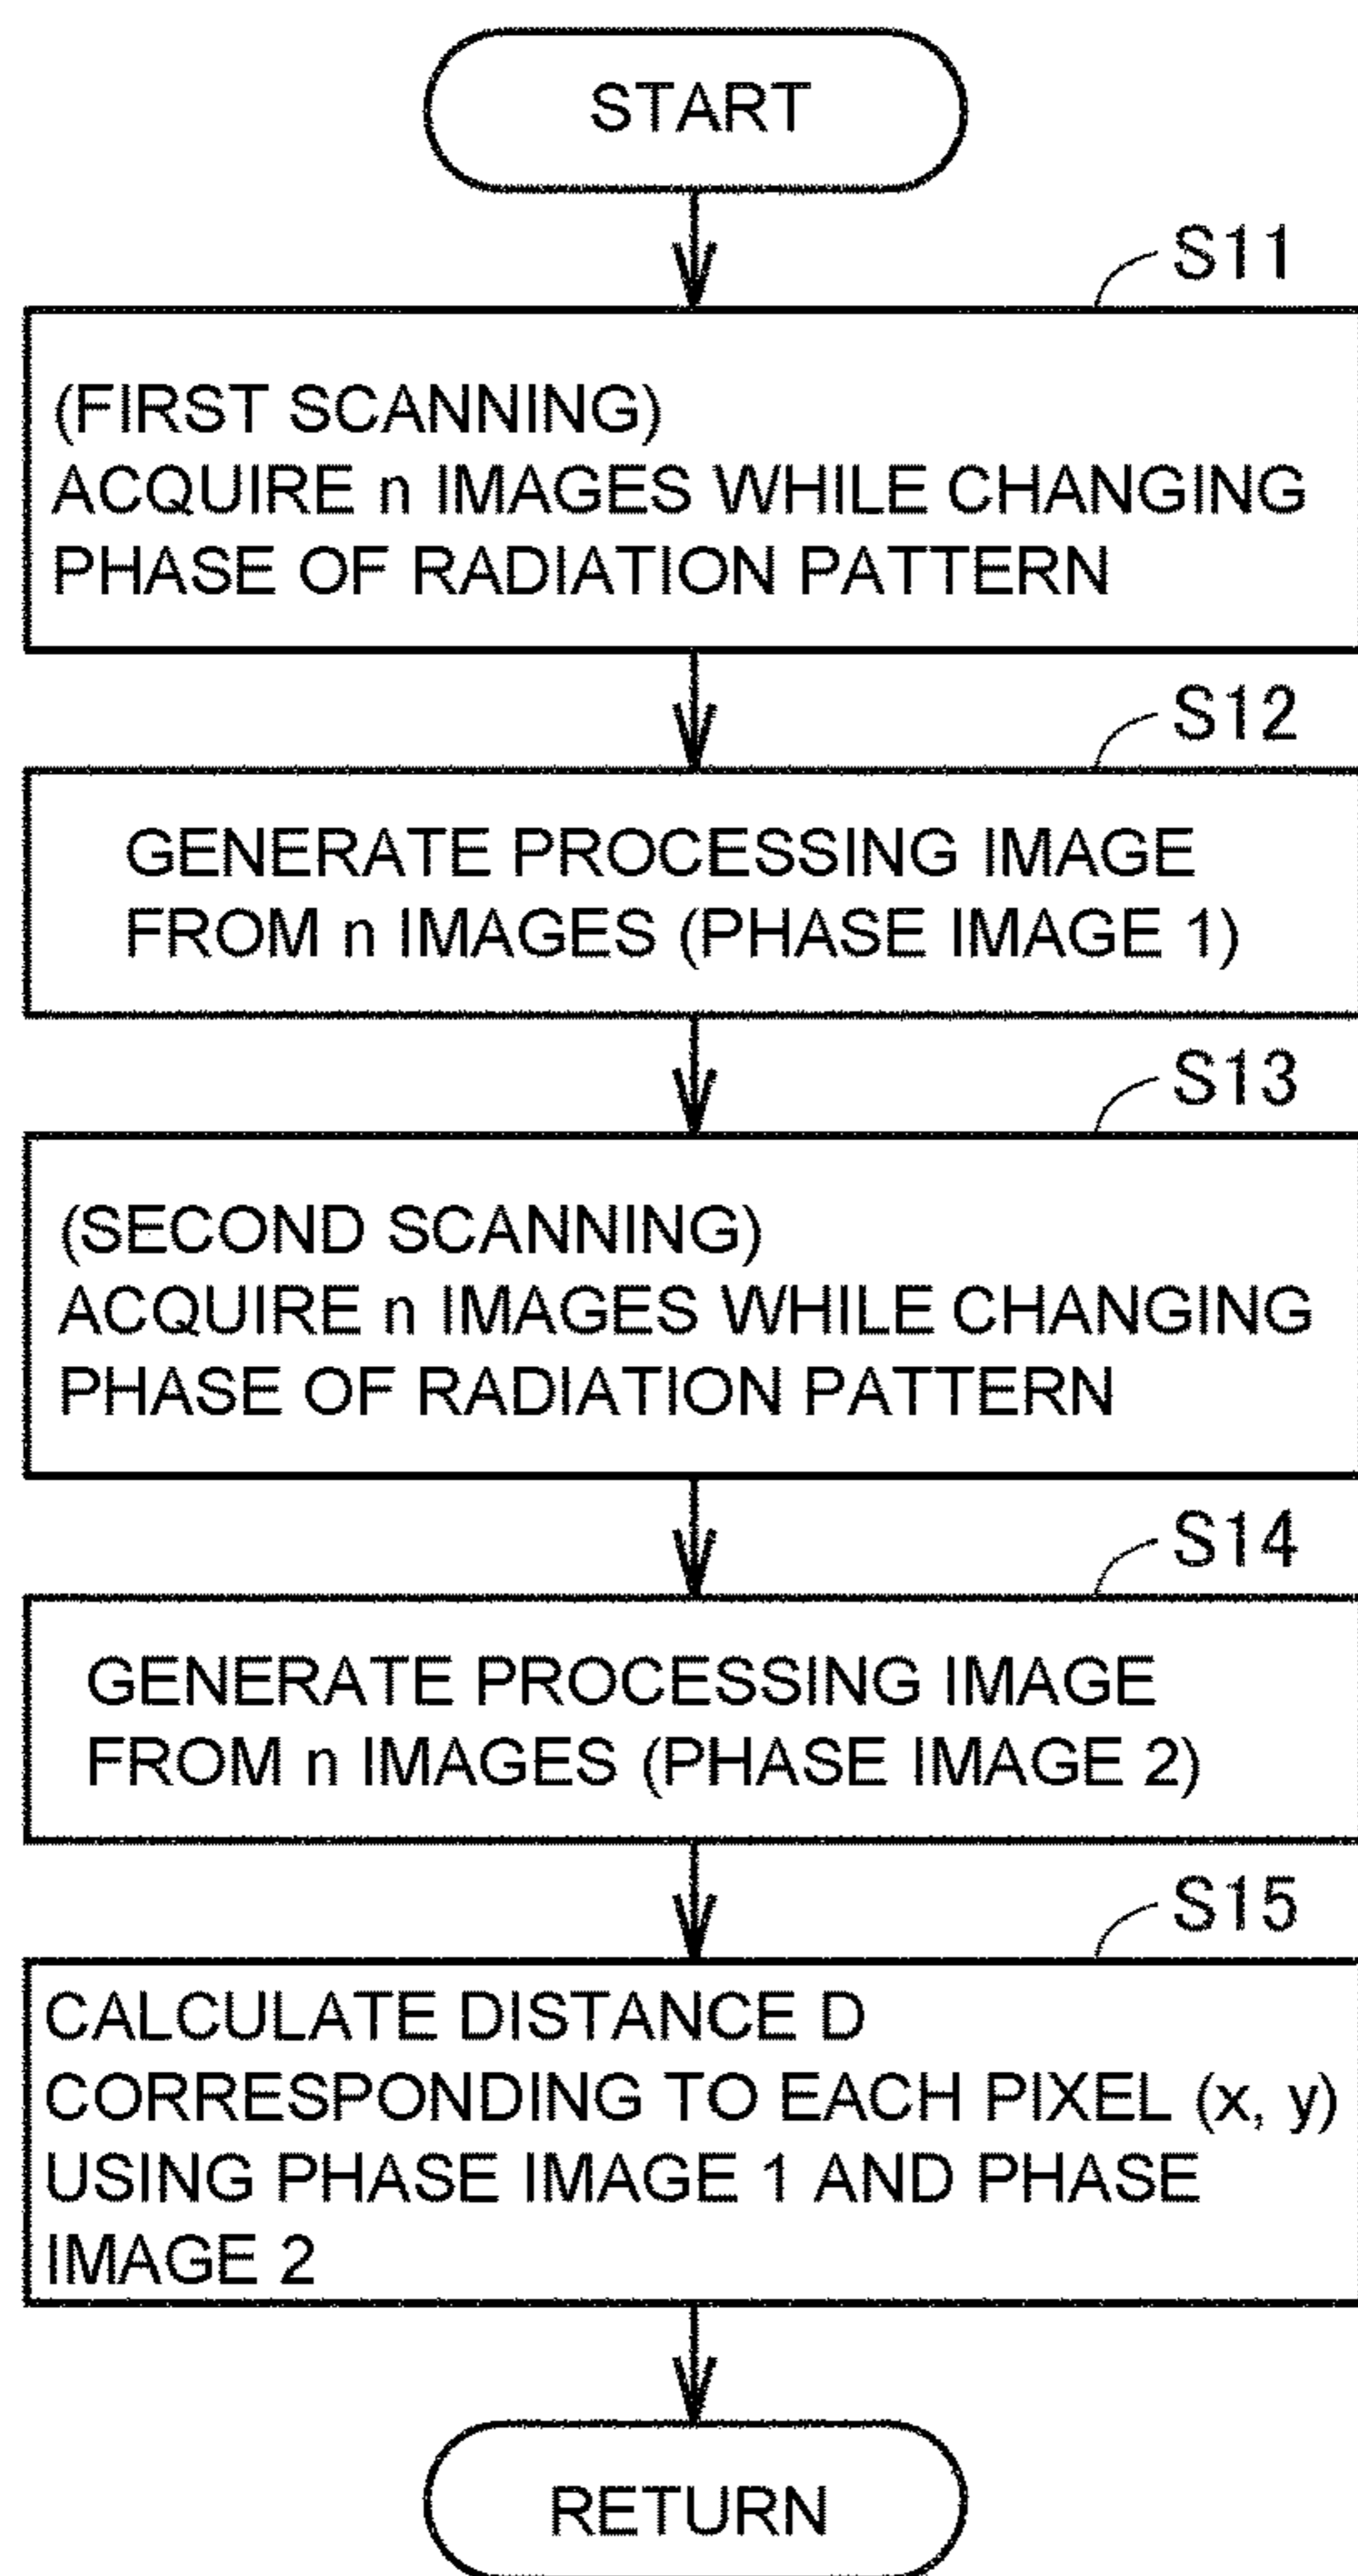 START
S11
(FIRST SCANNING)
ACQUIRE n IMAGES WHILE CHANGING
PHASE OF RADIATION PATTERN
S12
GENERATE PROCESSING IMAGE
FROM n IMAGES (PHASE IMAGE 1)
S13
(SECOND SCANNING)
ACQUIRE n IMAGES WHILE CHANGING
PHASE OF RADIATION PATTERN
S14
GENERATE PROCESSING IMAGE
FROM n IMAGES (PHASE IMAGE 2)
S15
CALCULATE DISTANCE D
CORRESPONDING TO EACH PIXEL (x, y)
USING PHASE IMAGE 1 AND PHASE
IMAGE 2
RETURN